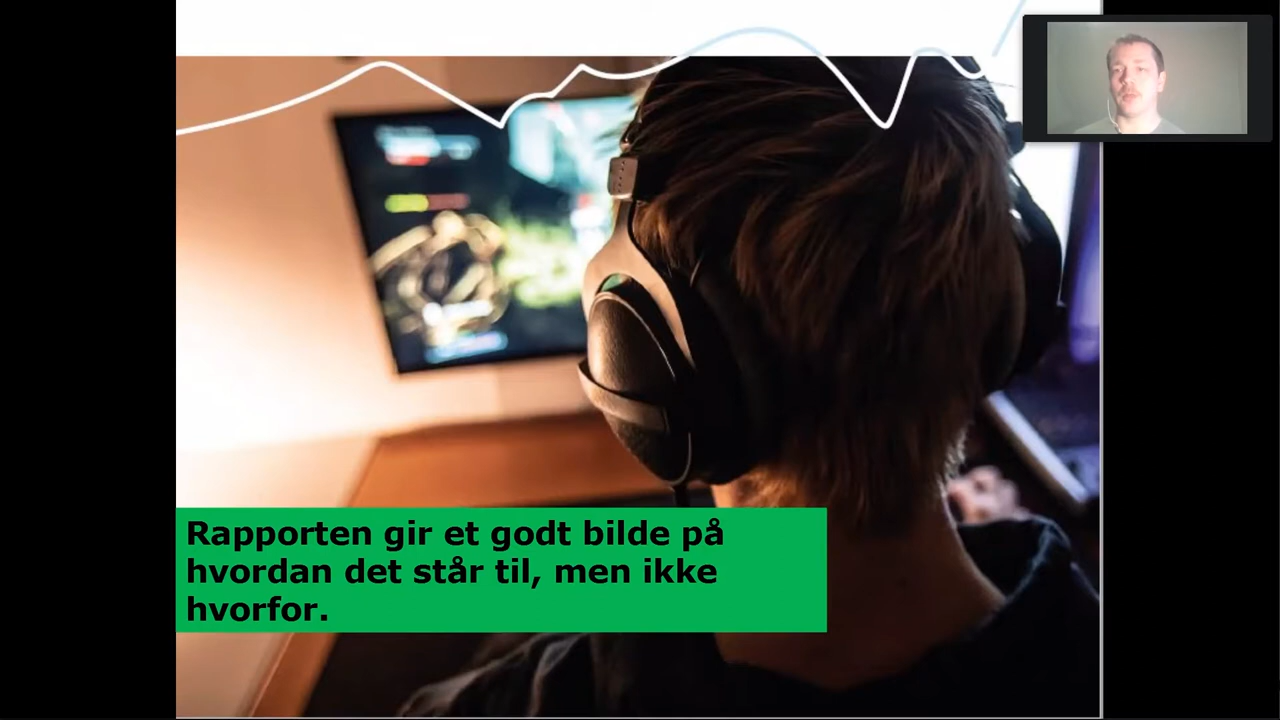 Rapporten gir et godt bilde på
hvordan det står til, men ikke
hvorfor.